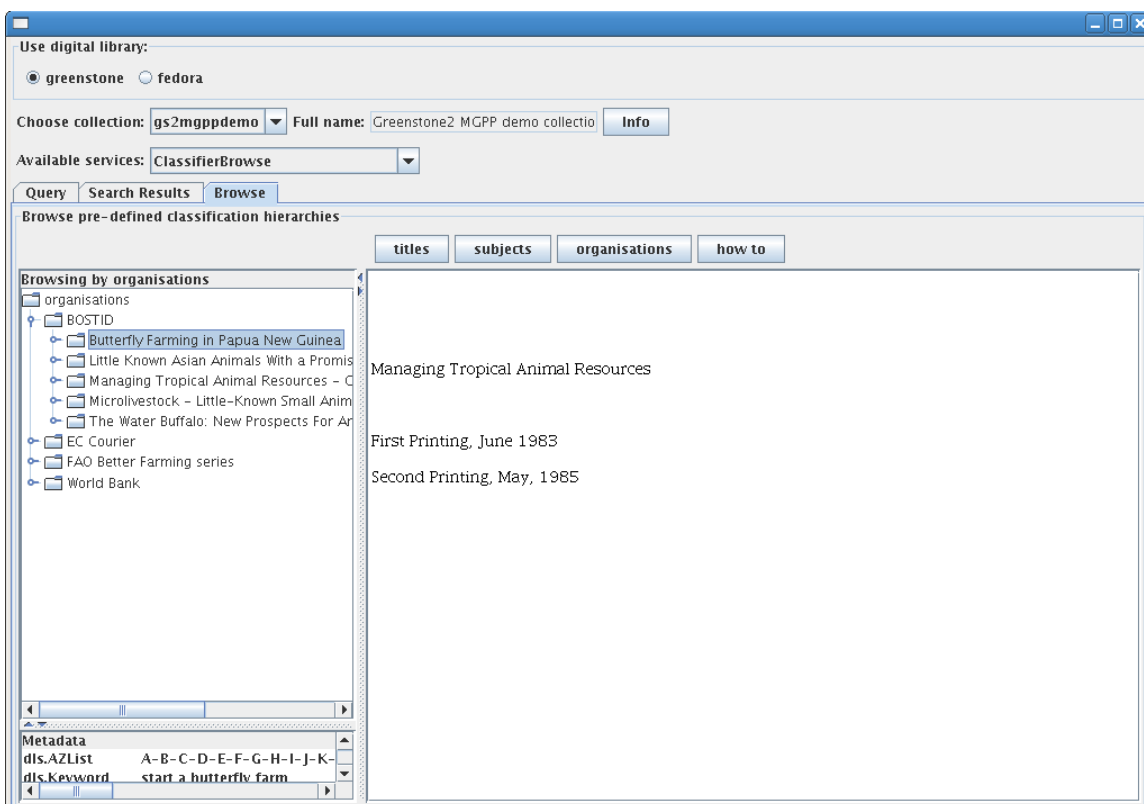 Use digital library:
greenstone fedora
Choose collection: gs2mgppdemo Full name: Greenstone2 MGPP demo collectio Info
Available services: ClassifierBrowse
Query Search Results Browse
Browse pre-defined classification hierarchies
titles subjects organisations how to
Browsing by organisations
organisations
BOSTID
Butterfly Farming in Papua New Guinea
Little Known Asian Animals With a Promis
Managing Tropical Animal Resources - C
Microlivestock - Little-Known Small Anim
The Water Buffalo: New Prospects For Ar
EC Courier
FAO Better Farming series
World Bank
Managing Tropical Animal Resources
First Printing, June 1983
Second Printing, May, 1985
Metadata
dls.AZList A-B-C-D-E-F-G-H-I-J-K-
dls.Keyword start a butterfly farm